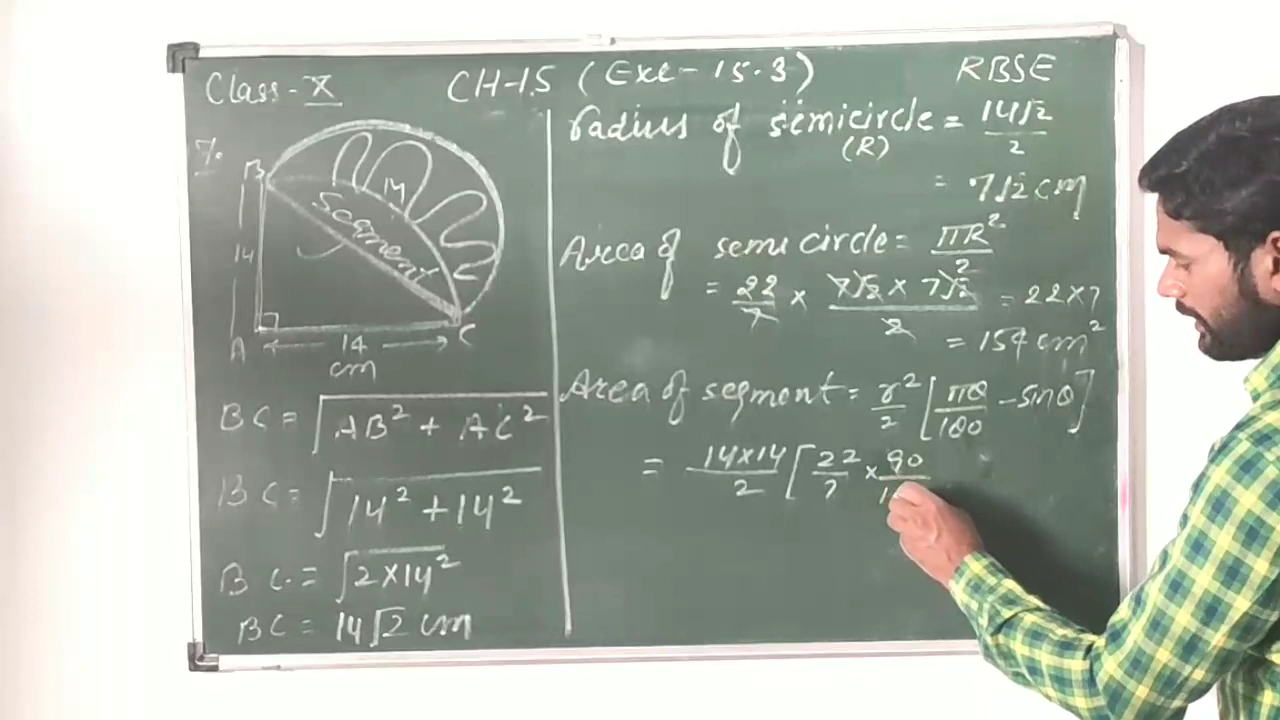 Class - X
CH-15 (Exe - 15.3)
RBSE
7.
B
14
Segment
14
A
14
cm
C
BC = √AB² + AC²
BC = √14² + 14²
BC = √2×14²
BC = 14√2 cm
radius of semicircle = 14√2/2
(R)
= 7√2 cm
Area of semicircle = πR²/2
= 22/7 × 7√2 × 7√2/2 = 22×7
= 154 cm²
Area of segment = r²/2 [πθ/180 - sinθ]
= 14×14/2 [22/7 × 90/1